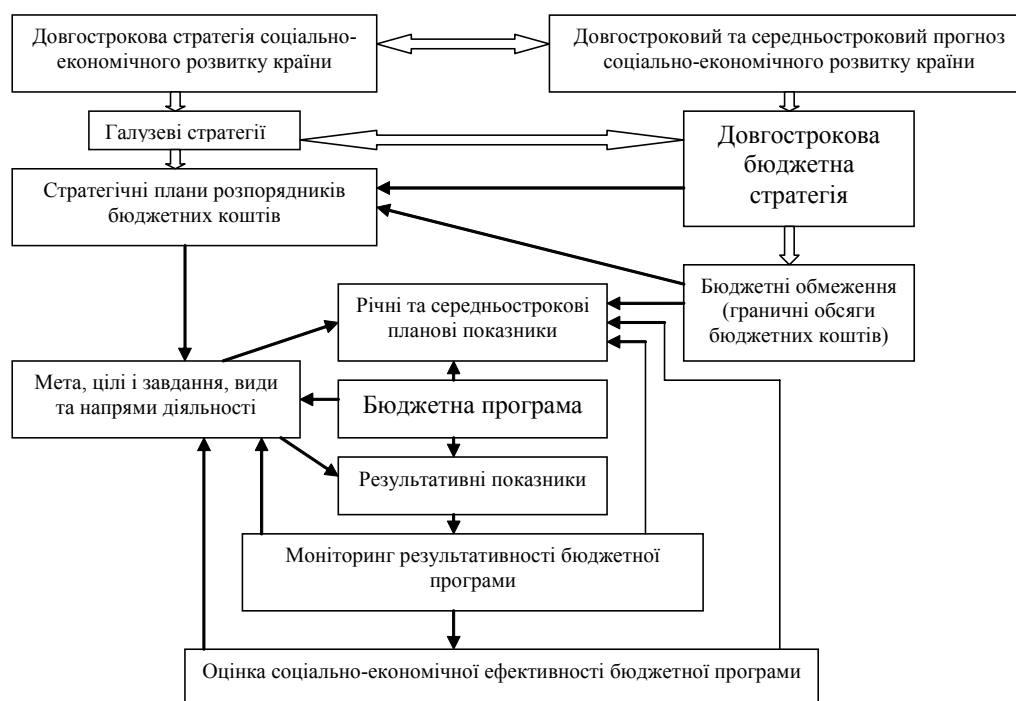 Довгострокова стратегія соціально-
економічного розвитку країни
Довгостроковий та середньостроковий прогноз
соціально-економічного розвитку країни
Галузеві стратегії
Довгострокова
бюджетна
стратегія
Стратегічні плани розпорядників
бюджетних коштів
Бюджетні обмеження
(граничні обсяги
бюджетних коштів)
Річні та середньострокові
планові показники
Мета, цілі і завдання, види
та напрями діяльності
Бюджетна програма
Результативні показники
Моніторинг результативності бюджетної
програми
Оцінка соціально-економічної ефективності бюджетної програми